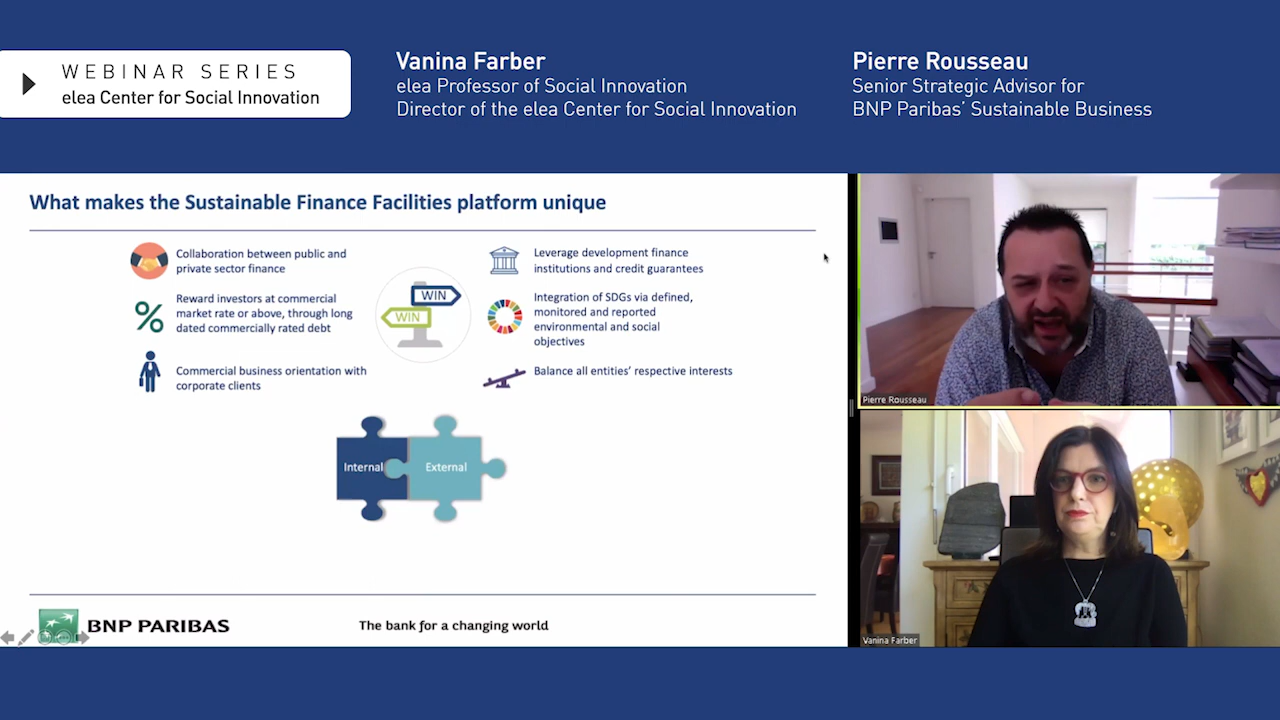 WEBINAR SERIES
elea Center for Social Innovation
Vanina Farber
elea Professor of Social Innovation
Director of the elea Center for Social Innovation
Pierre Rousseau
Senior Strategic Advisor for
BNP Paribas’ Sustainable Business
What makes the Sustainable Finance Facilities platform unique
Collaboration between public and
private sector finance
Reward investors at commercial
market rate or above, through long
dated commercially rated debt
Commercial business orientation with
corporate clients
WIN
WIN
Leverage development finance
institutions and credit guarantees
Integration of SDGs via defined,
monitored and reported
environmental and social
objectives
Balance all entities’ respective interests
Internal
External
BNP PARIBAS
The bank for a changing world
Pierre Rousseau
Vanina Farber